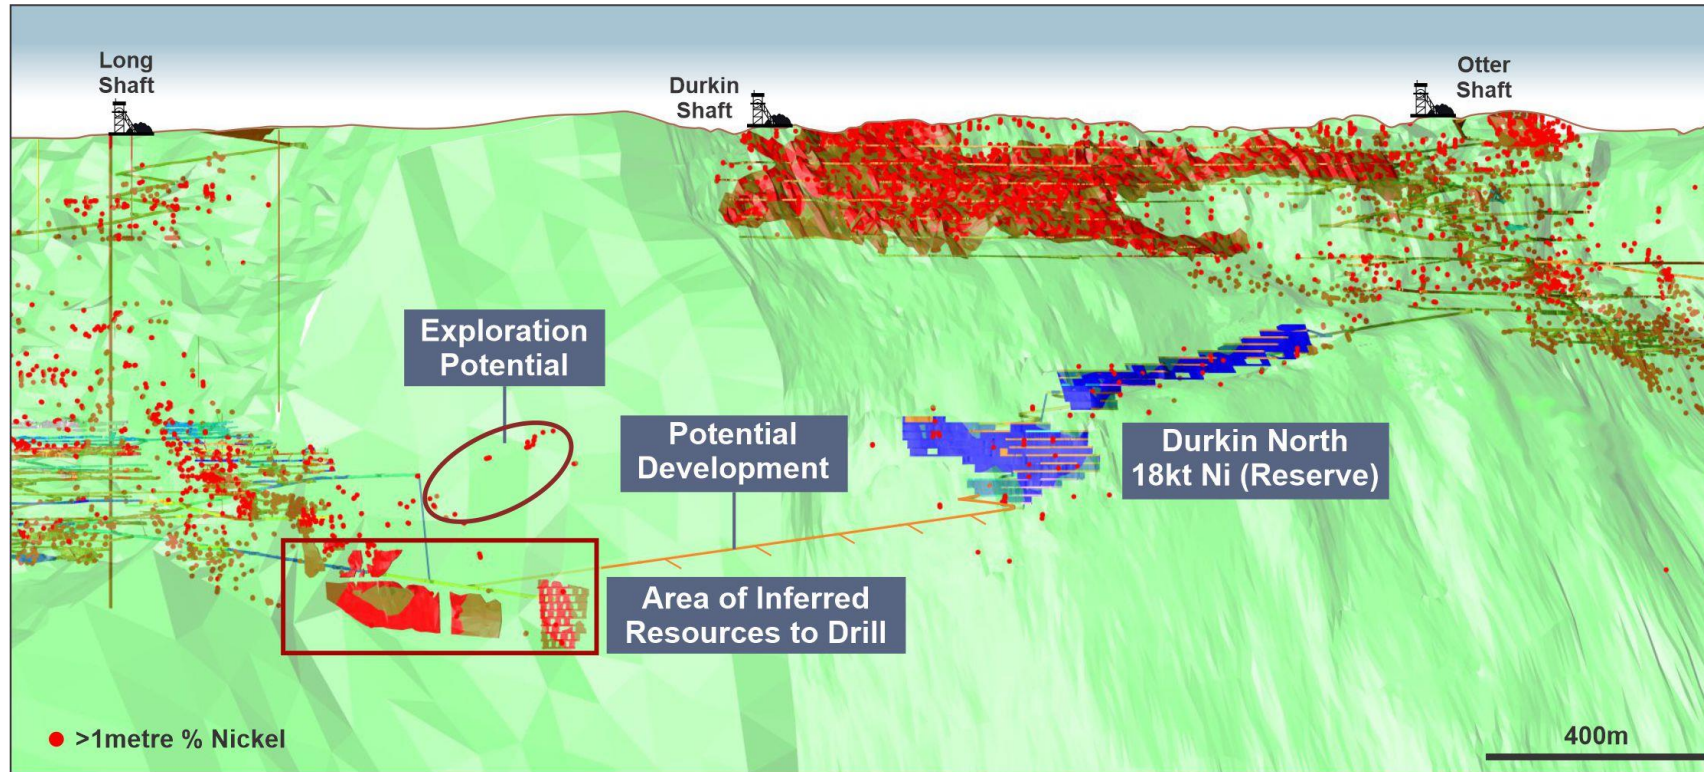 Long
Shaft
Durkin
Shaft
Otter
Shaft
Exploration
Potential
Potential
Development
Durkin North
18kt Ni (Reserve)
Area of Inferred
Resources to Drill
>1metre % Nickel
400m